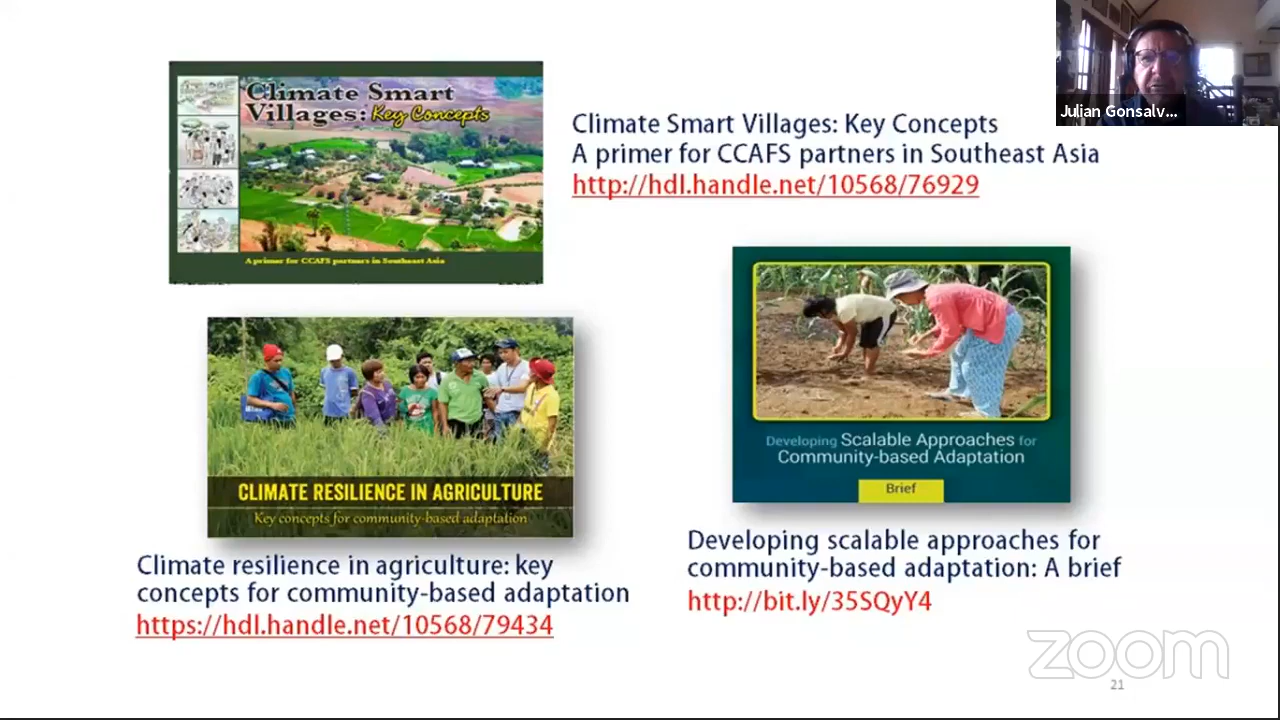 Julian Gonsalv...
Climate Smart
Villages: Key Concepts
A primer for CCAFS partners in Southeast Asia
Climate Smart Villages: Key Concepts
A primer for CCAFS partners in Southeast Asia
http://hdl.handle.net/10568/76929
CLIMATE RESILIENCE IN AGRICULTURE
Key concepts for community-based adaptation
Climate resilience in agriculture: key
concepts for community-based adaptation
https://hdl.handle.net/10568/79434
Developing Scalable Approaches for
Community-based Adaptation
Brief
Developing scalable approaches for
community-based adaptation: A brief
http://bit.ly/35SQyY4
zoom
21